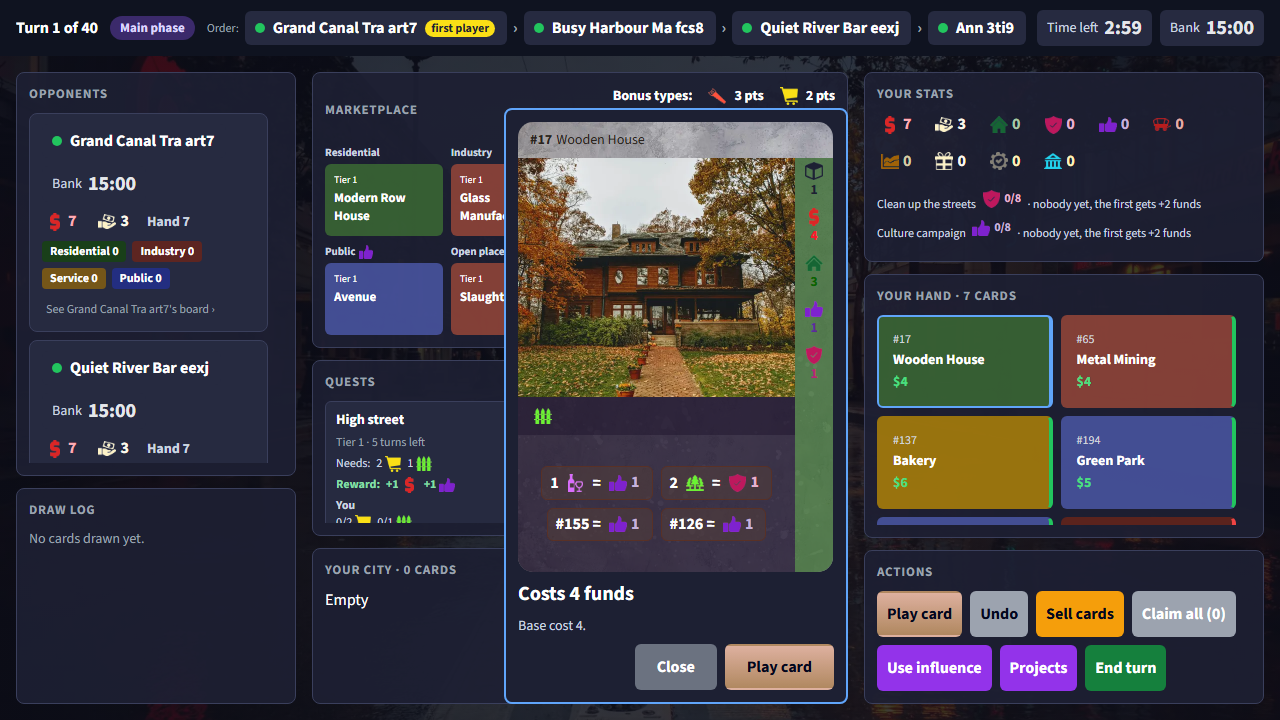 Turn 1 of 40 Main phase Order: Grand Canal Tra art7 first player › Busy Harbour Ma fcs8 › Quiet River Bar eexj › Ann 3ti9 Time left 2:59 Bank 15:00
OPPONENTS
Grand Canal Tra art7
Bank 15:00
7 3 Hand 7
Residential 0 Industry 0
Service 0 Public 0
See Grand Canal Tra art7's board ›
Quiet River Bar eexj
Bank 15:00
7 3 Hand 7
DRAW LOG
No cards drawn yet.
Bonus types: 3 pts 2 pts
MARKETPLACE
Residential
Tier 1
Modern Row
House
Industry
Tier 1
Glass
Manufa
Public
Tier 1
Avenue
Open place
Tier 1
Slaught
QUESTS
High street
Tier 1 · 5 turns left
Needs: 2 1
Reward: +1 +1
You
0/2 0/1
YOUR CITY · 0 CARDS
Empty
#17 Wooden House
1
4
3
1
1
1 = 1 2 = 1
#155 = 1 #126 = 1
Costs 4 funds
Base cost 4.
Close Play card
YOUR STATS
7 3 0 0 0 0
0 0 0 0
Clean up the streets 0/8 · nobody yet, the first gets +2 funds
Culture campaign 0/8 · nobody yet, the first gets +2 funds
YOUR HAND · 7 CARDS
#17
Wooden House
$4
#65
Metal Mining
$4
#137
Bakery
$6
#194
Green Park
$5
ACTIONS
Play card Undo Sell cards Claim all (0)
Use influence Projects End turn